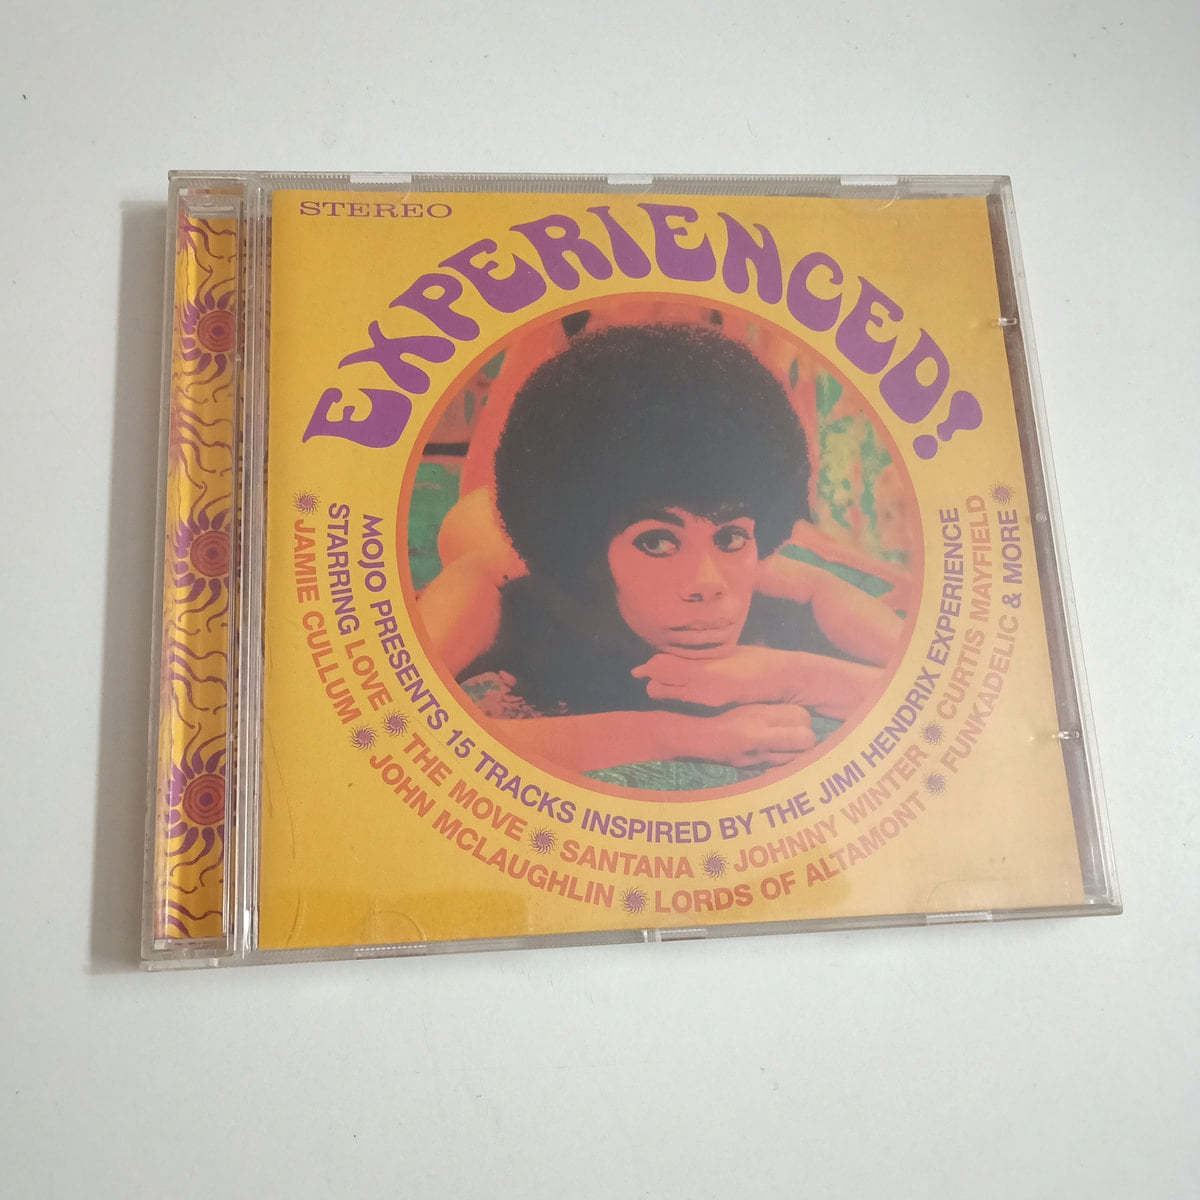 STEREO
EXPERIENCED!
MOJO PRESENTS 15 TRACKS INSPIRED BY THE JIMI HENDRIX EXPERIENCE
STARRING LOVE THE MOVE SANTANA JOHNNY WINTER CURTIS MAYFIELD
JAMIE CULLUM JOHN MCLAUGHLIN LORDS OF ALTAMONT FUNKADELIC & MORE